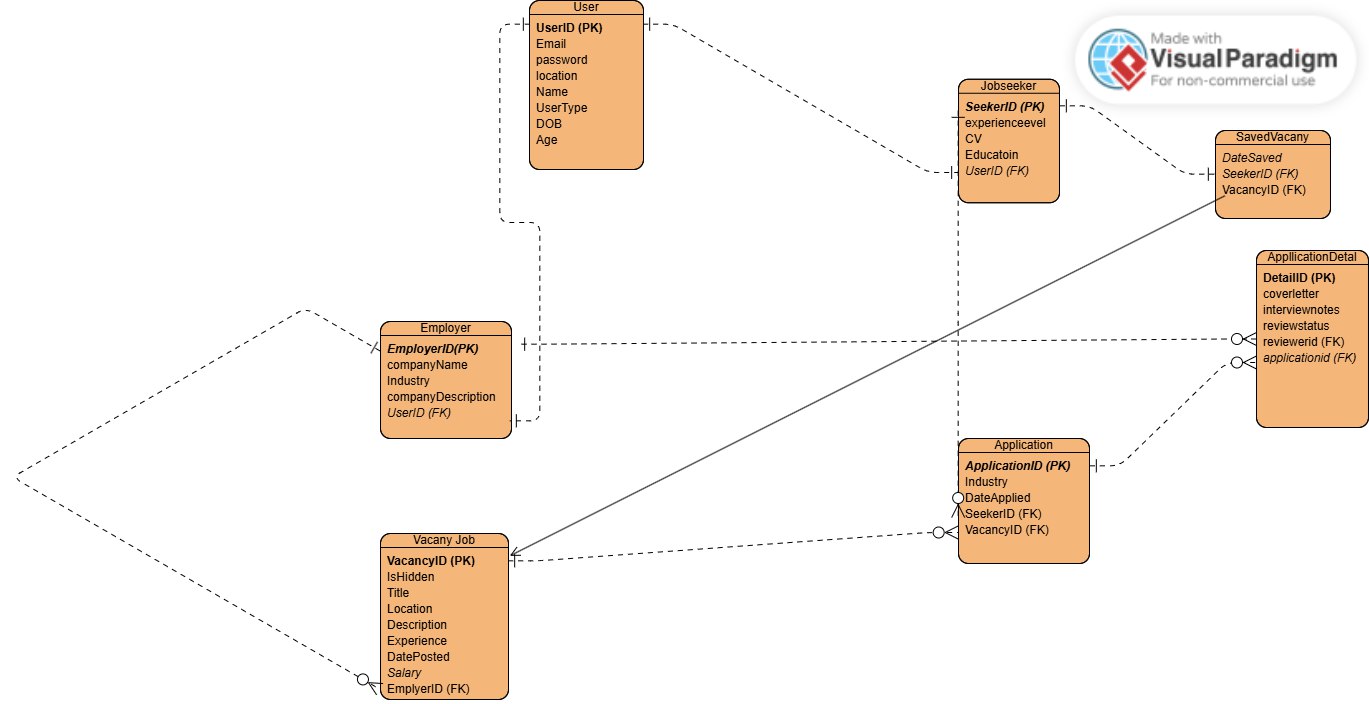 User
UserID (PK)
Email
password
location
Name
UserType
DOB
Age
Made with
Visual Paradigm
For non-commercial use
Jobseeker
SeekerID (PK)
experienceevel
CV
Educatoin
UserID (FK)
SavedVacany
DateSaved
SeekerID (FK)
VacancyID (FK)
AppllicationDetal
DetailID (PK)
coverletter
interviewnotes
reviewstatus
reviewerid (FK)
applicationid (FK)
Employer
EmployerID(PK)
companyName
Industry
companyDescription
UserID (FK)
Application
ApplicationID (PK)
Industry
DateApplied
SeekerID (FK)
VacancyID (FK)
Vacany Job
VacancyID (PK)
IsHidden
Title
Location
Description
Experience
DatePosted
Salary
EmplyerID (FK)